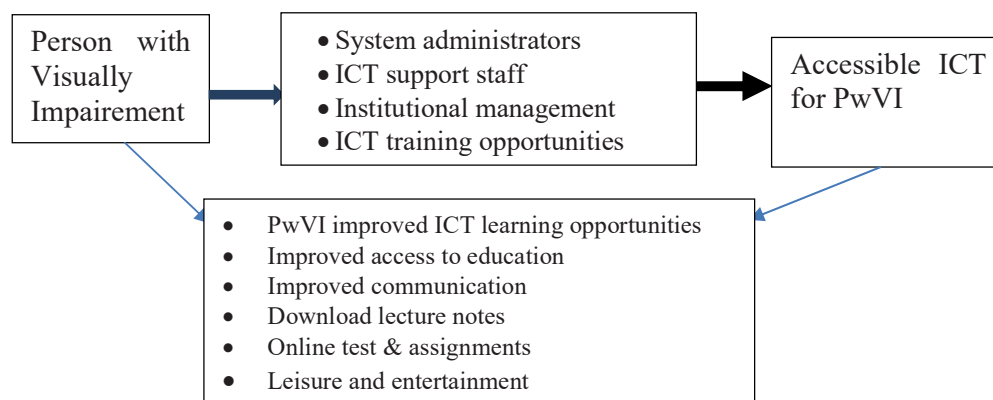 Person with
Visually
Impairement
• System administrators
• ICT support staff
• Institutional management
• ICT training opportunities
Accessible ICT
for PwVI
• PwVI improved ICT learning opportunities
• Improved access to education
• Improved communication
• Download lecture notes
• Online test & assignments
• Leisure and entertainment